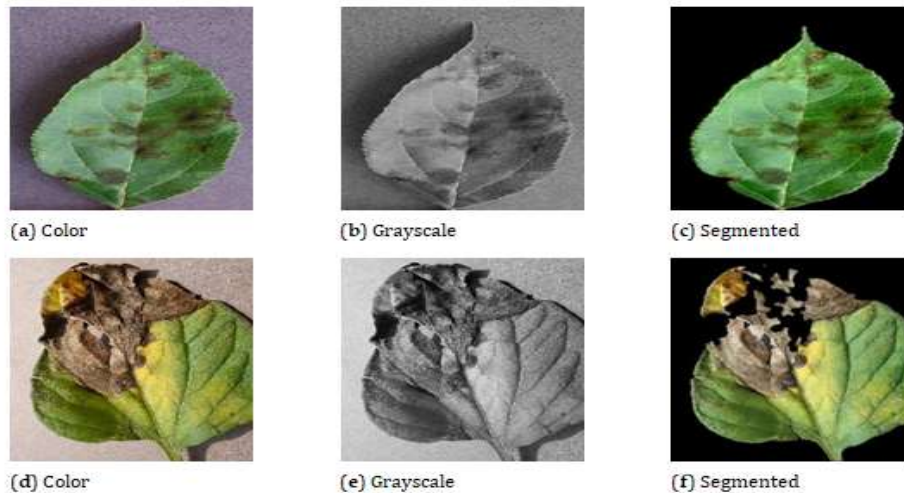 (a) Color
(b) Grayscale
(c) Segmented
(d) Color
(e) Grayscale
(f) Segmented